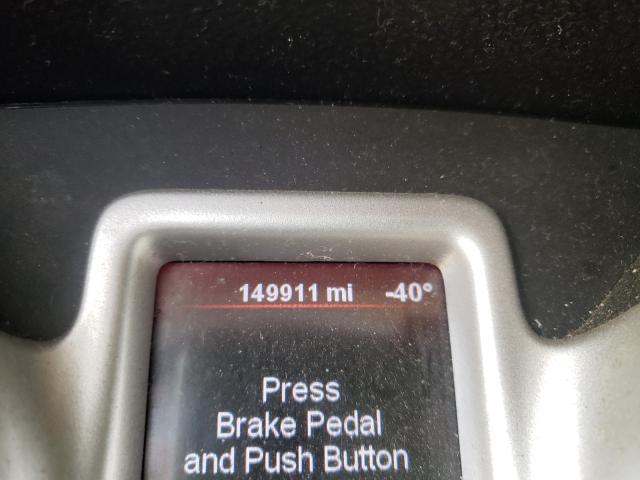 149911 mi -40°
Press
Brake Pedal
and Push Button